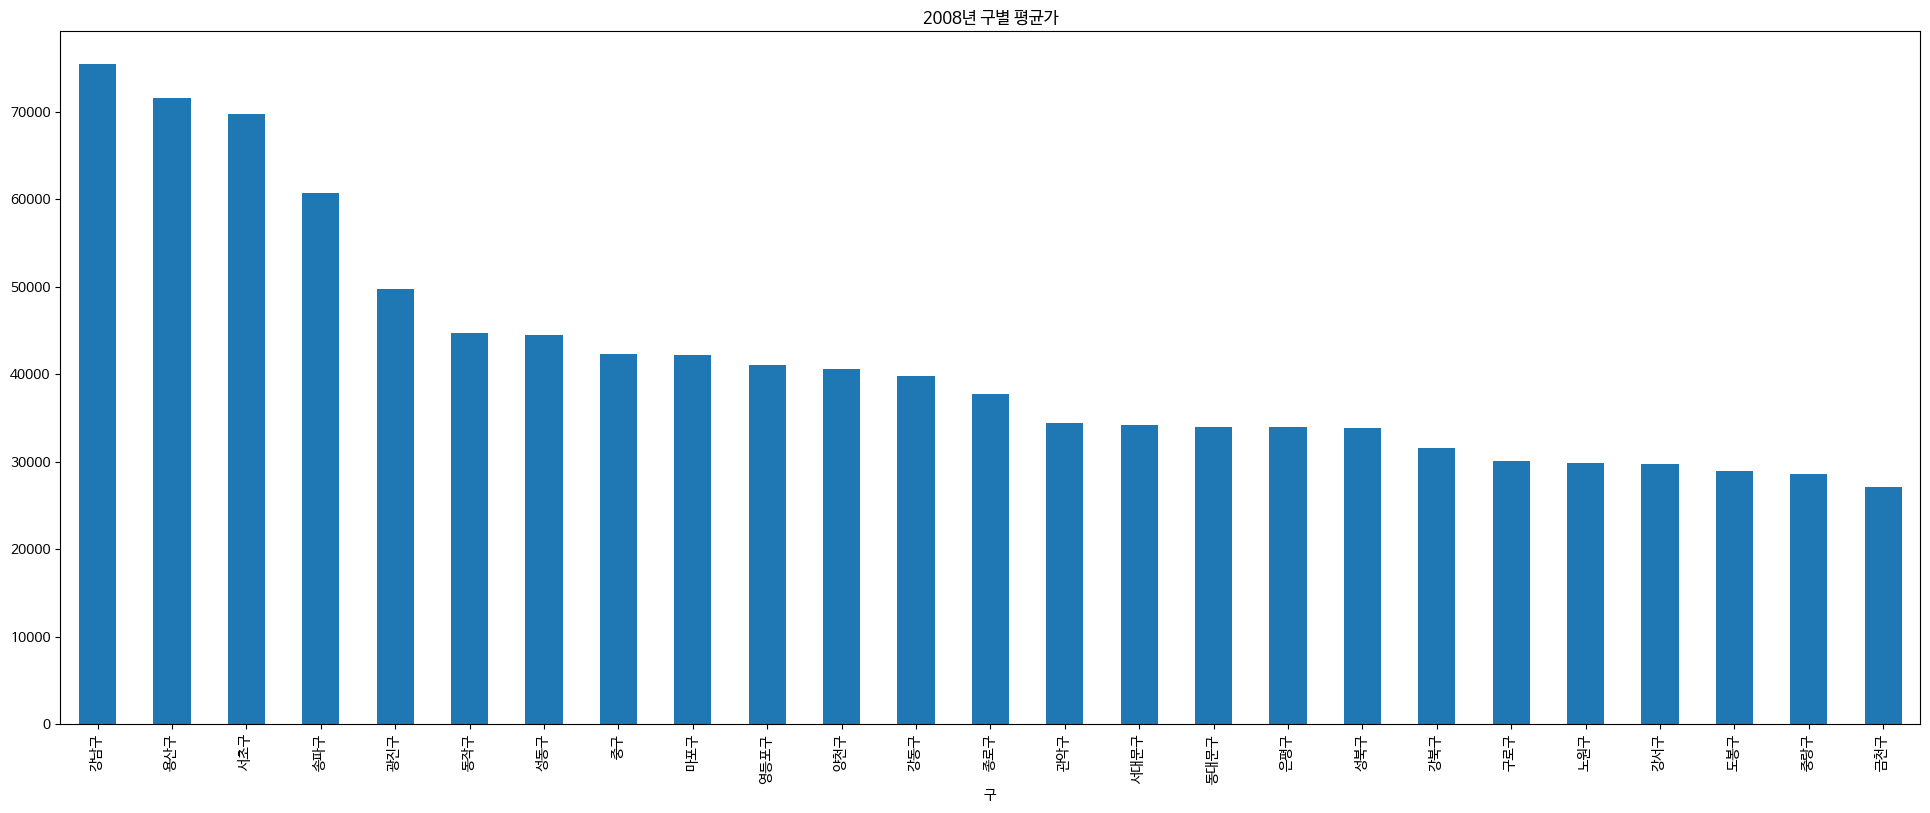 2008년 구별 평균가
70000
60000
50000
40000
30000
20000
10000
0
강남구
용산구
서초구
송파구
광진구
동작구
성동구
중구
마포구
영등포구
양천구
강동구
종로구
관악구
서대문구
동대문구
은평구
성북구
강북구
구로구
노원구
강서구
도봉구
중랑구
금천구
구